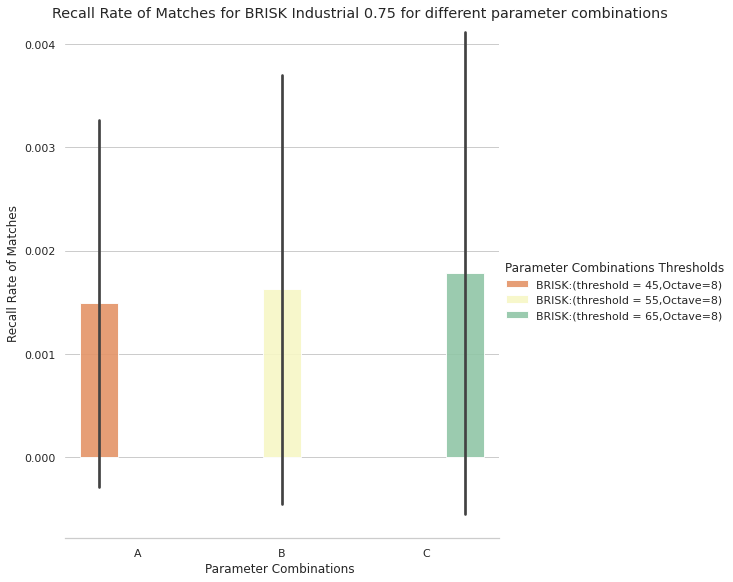 Recall Rate of Matches for BRISK Industrial 0.75 for different parameter combinations
0.004
0.003
0.002
0.001
0.000
Recall Rate of Matches
A B C
Parameter Combinations
Parameter Combinations Thresholds
BRISK:(threshold = 45,Octave=8)
BRISK:(threshold = 55,Octave=8)
BRISK:(threshold = 65,Octave=8)